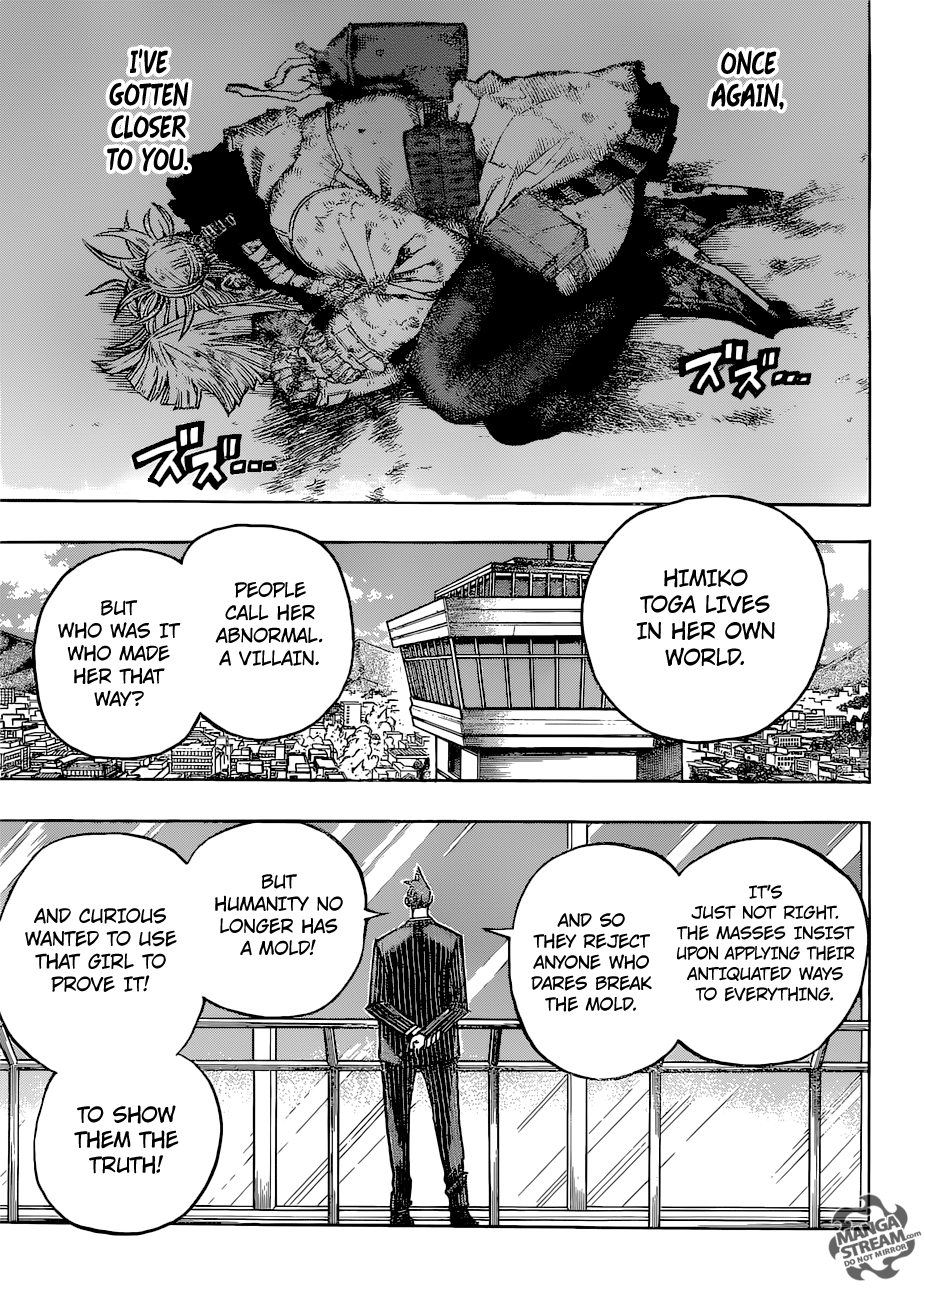 ONCE
AGAIN,
I'VE
GOTTEN
CLOSER
TO YOU.
ズズ...
ズズ...
HIMIKO
TOGA LIVES
IN HER OWN
WORLD.
PEOPLE
CALL HER
ABNORMAL.
A VILLAIN.
BUT
WHO WAS IT
WHO MADE
HER THAT
WAY?
IT'S
JUST NOT RIGHT.
THE MASSES INSIST
UPON APPLYING THEIR
ANTIQUATED WAYS
TO EVERYTHING.
AND SO
THEY REJECT
ANYONE WHO
DARES BREAK
THE MOLD.
BUT
HUMANITY NO
LONGER HAS
A MOLD!
AND CURIOUS
WANTED TO USE
THAT GIRL TO
PROVE IT!
TO SHOW
THEM THE
TRUTH!
MANGA
STREAM.com
DO NOT MIRROR